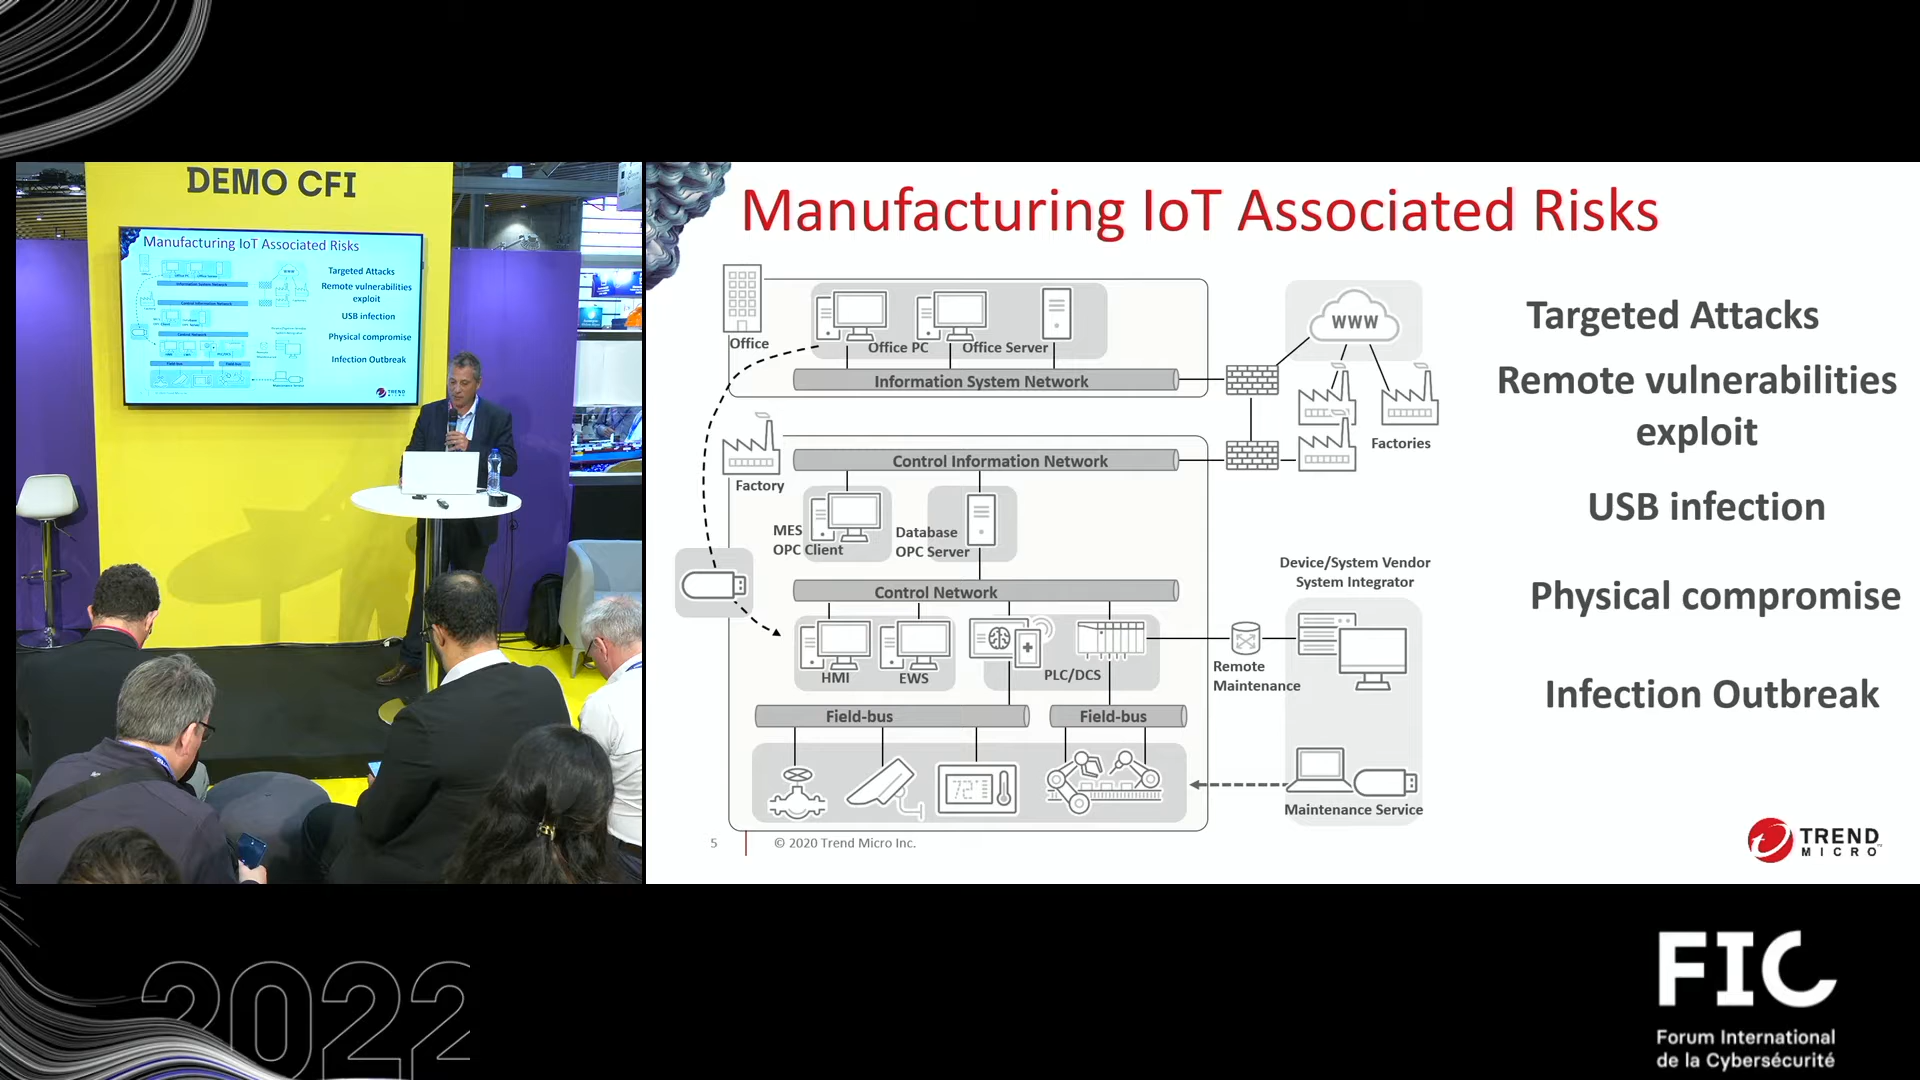 DEMO CFI
Manufacturing IoT Associated Risks
Targeted Attacks
Remote vulnerabilities
exploit
USB infection
Physical compromise
Infection Outbreak
TREND
Manufacturing IoT Associated Risks
Office
Office PC
Office Server
Information System Network
WWW
Factories
Control Information Network
Factory
MES
OPC Client
Database
OPC Server
Control Network
HMI
EWS
PLC/DCS
Remote
Maintenance
Device/System Vendor
System Integrator
Field-bus
Field-bus
72°
Maintenance Service
Targeted Attacks
Remote vulnerabilities
exploit
USB infection
Physical compromise
Infection Outbreak
5
© 2020 Trend Micro Inc.
TREND
MICRO
2022
FIC
Forum International
de la Cybersécurité